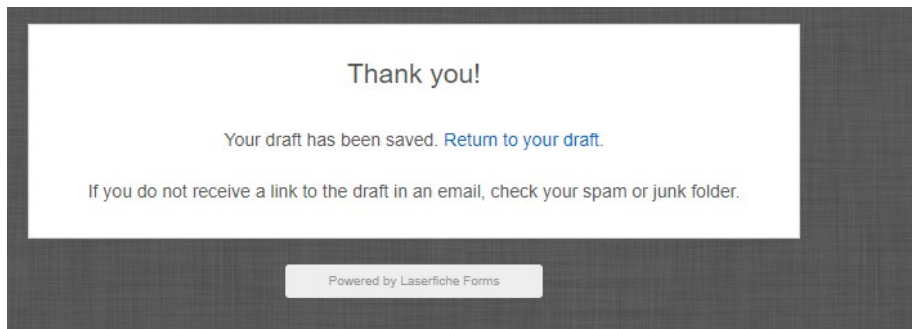 Thank you!
Your draft has been saved. Return to your draft.
If you do not receive a link to the draft in an email, check your spam or junk folder.
Powered by Laserfiche Forms